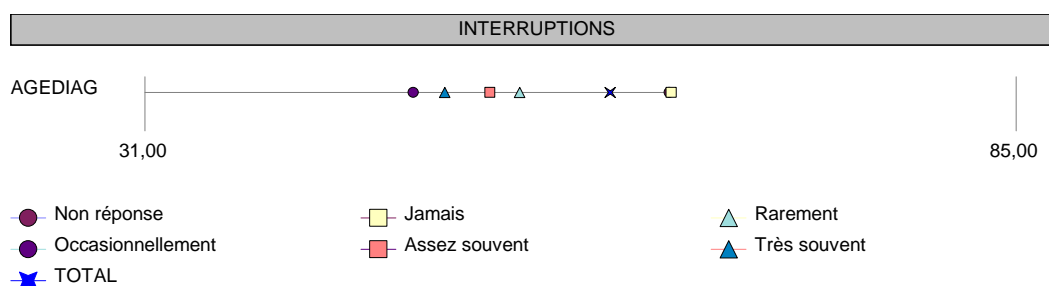 INTERRUPTIONS
AGEDIAG
31,00 85,00
Non réponse Jamais Rarement
Occasionnellement Assez souvent Très souvent
TOTAL